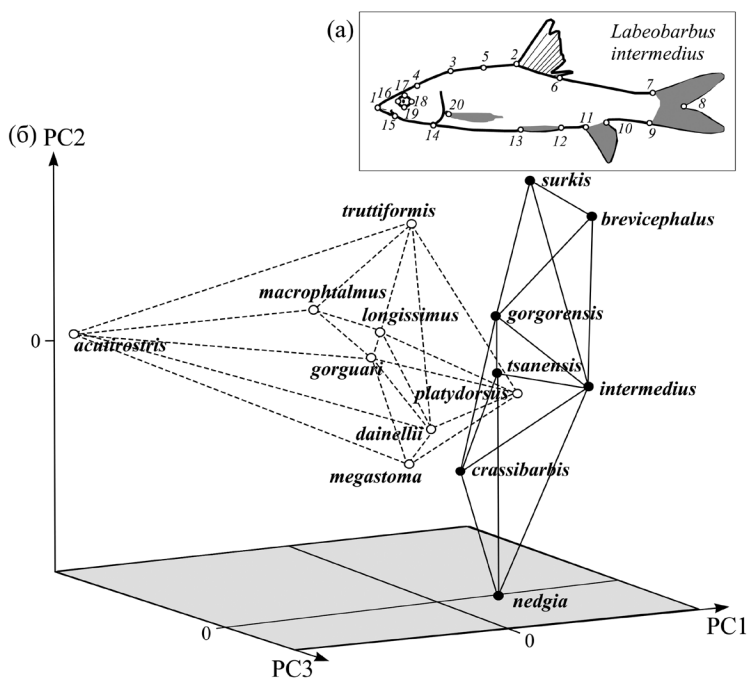 (a)
Labeobarbus
intermedius
1
16
17
4
3
5
2
6
7
8
18
19
15
20
14
13
12
11
10
9
(б)
PC2
surkis
brevicephalus
truttiformis
macrophtalmus
longissimus
gorgorensis
0
acutirostris
gorguari
tsanensis
platydorsus
intermedius
dainellii
megastoma
crassibarbis
nedgia
0
0
PC1
PC3